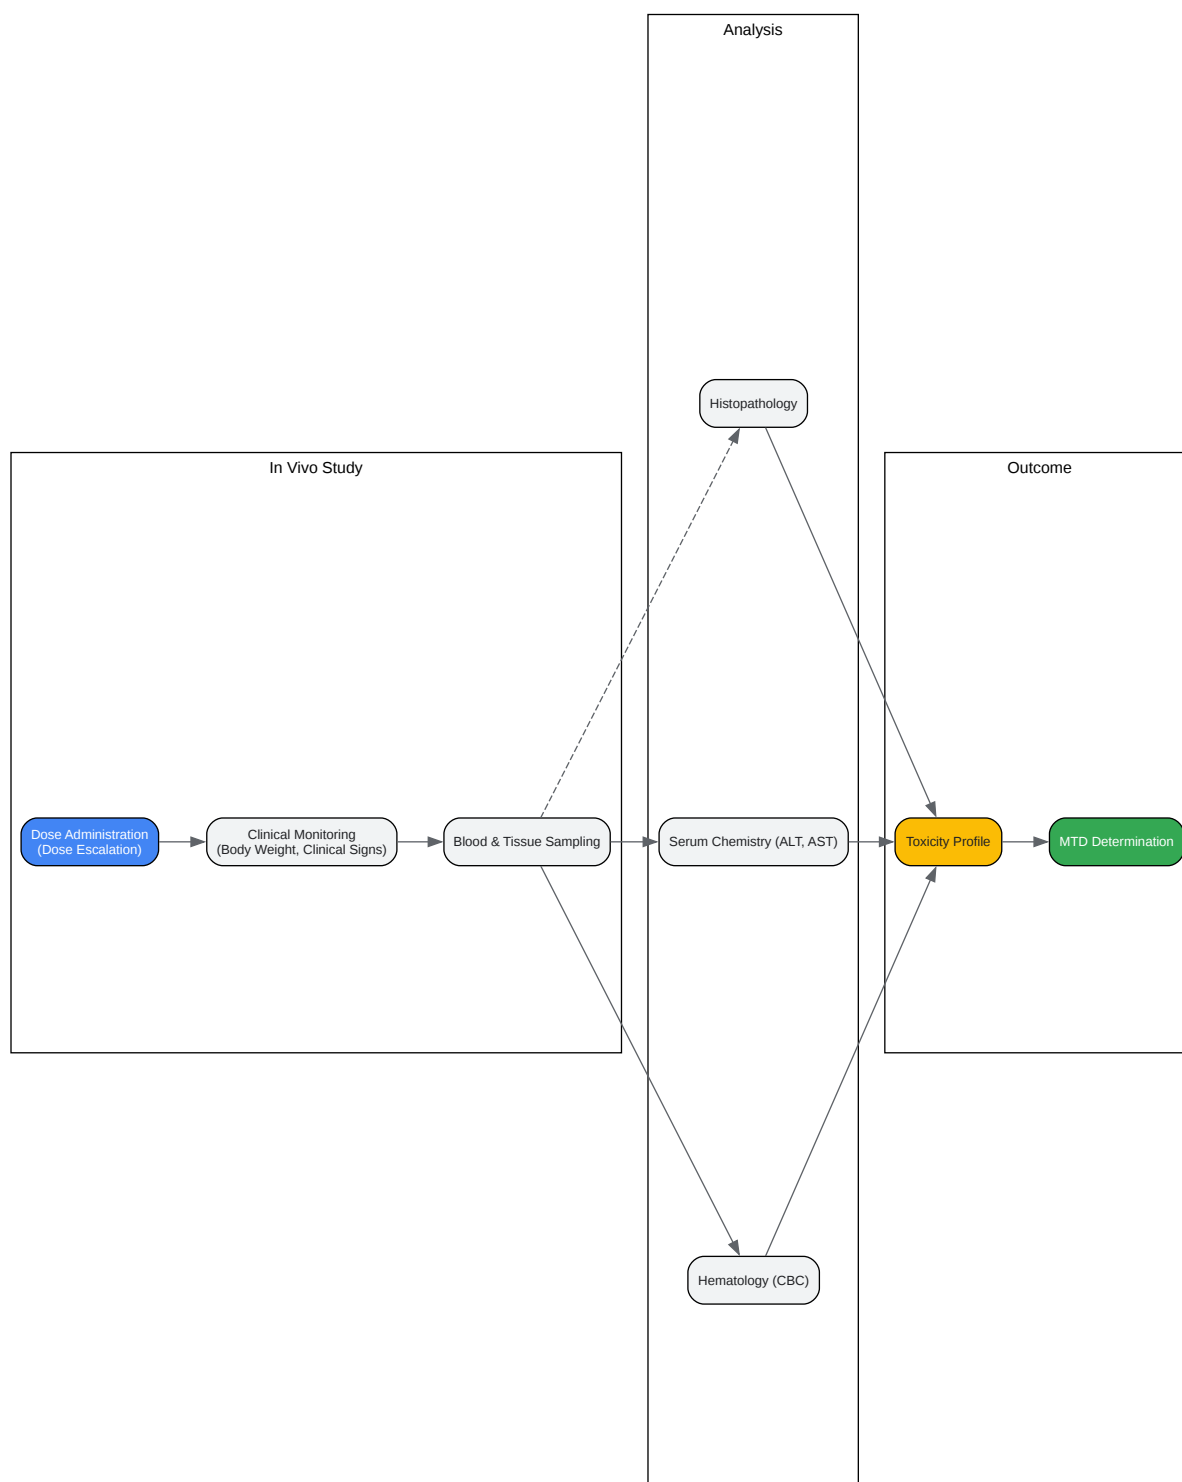 Analysis
Histopathology
In Vivo Study
Outcome
Dose Administration
(Dose Escalation)
Clinical Monitoring
(Body Weight, Clinical Signs)
Blood & Tissue Sampling
Serum Chemistry (ALT, AST)
Toxicity Profile
MTD Determination
Hematology (CBC)